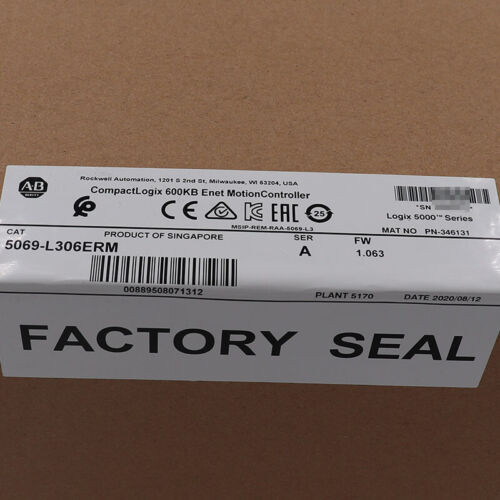 Rockwell Automation, 1201 S 2nd St, Milwaukee, WI 53204, USA
AB
CompactLogix 600KB Enet MotionController
CE
EAC
25
*SN
MSIP-REM-RAA-5069-L3
Logix 5000™ Series
MAT NO PN-346131
CAT
PRODUCT OF SINGAPORE
SER
FW
5069-L306ERM
A
1.063
00889508071312
PLANT 5170
DATE 2020/08/12
FACTORY SEAL